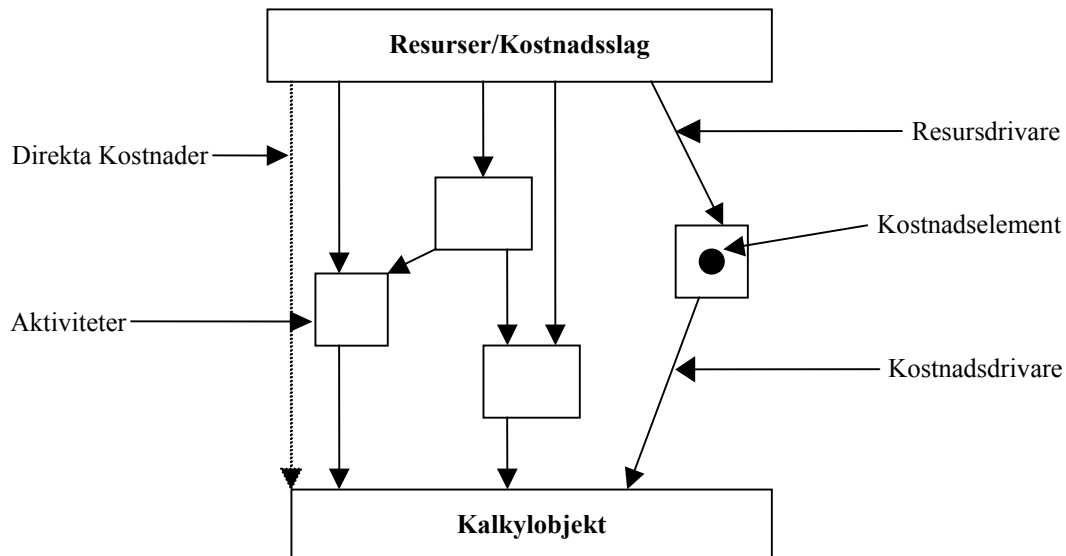 Resurser/Kostnadsslag
Resursdrivare
Direkta Kostnader
Kostnadselement
Aktiviteter
Kostnadsdrivare
Kalkylobjekt